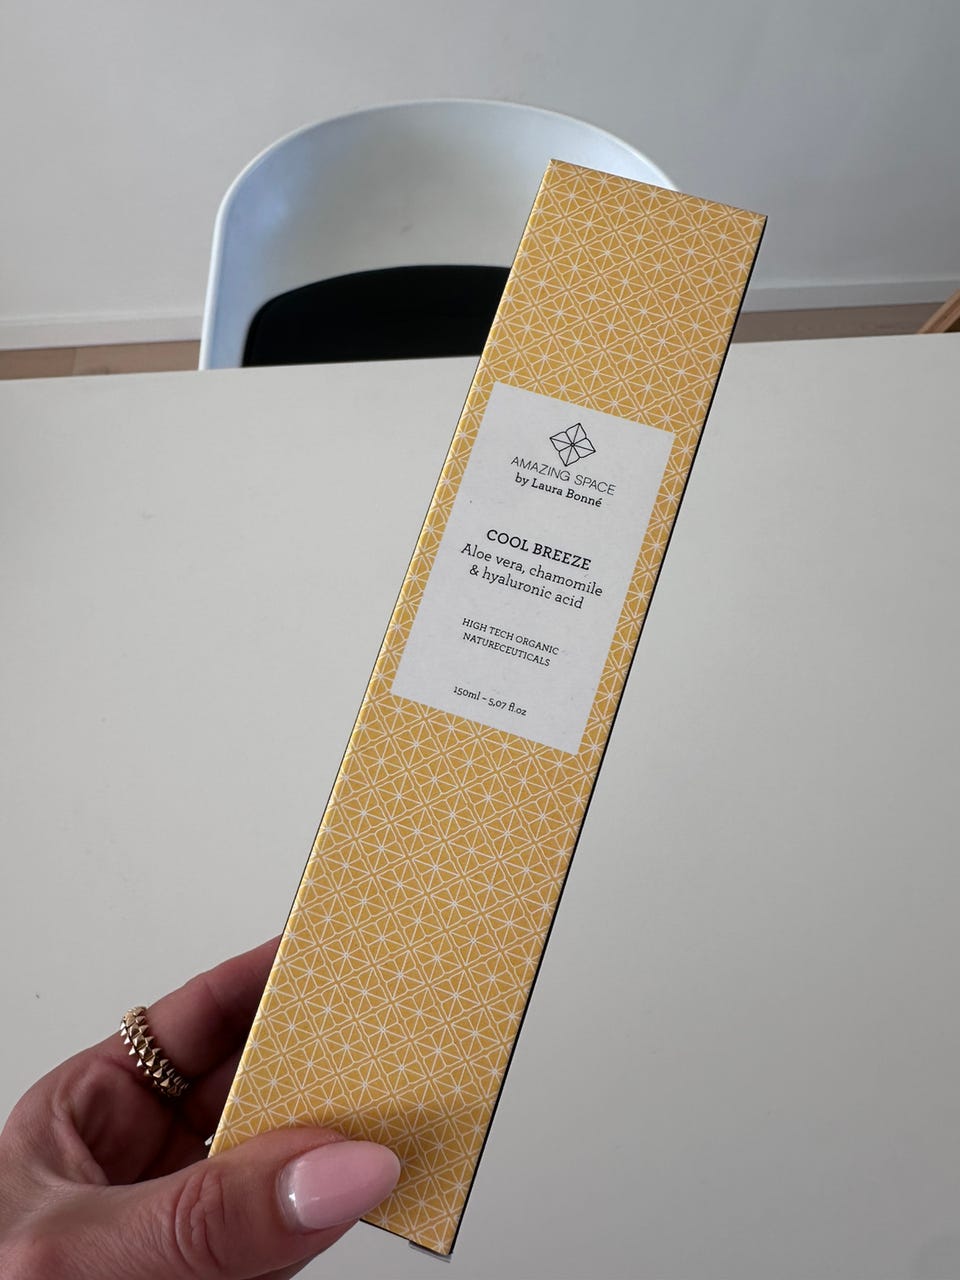 AMAZING SPACE
by Laura Bonné
COOL BREEZE
Aloe vera, chamomile
& hyaluronic acid
HIGH TECH ORGANIC
NATURECEUTICALS
150ml - 5,07 fl.oz